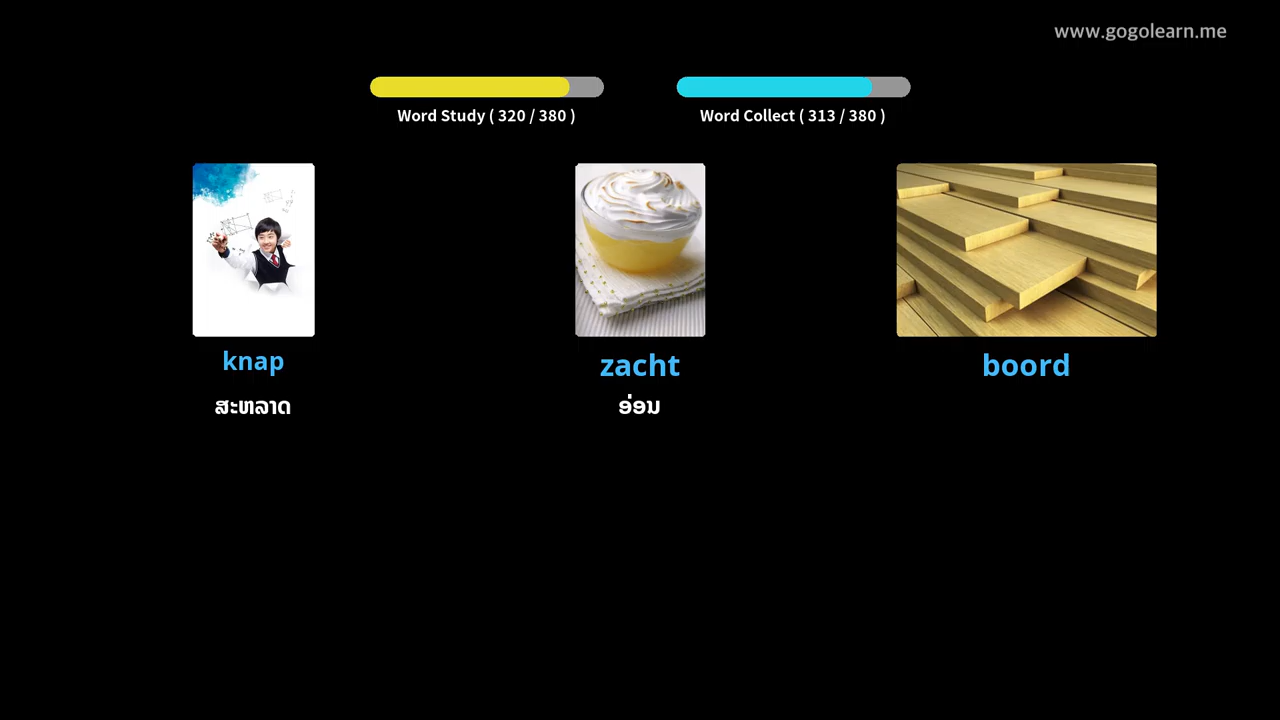 www.gogolearn.me
Word Study ( 320 / 380 )
Word Collect ( 313 / 380 )
knap
zacht
boord
ສະຫລາດ
ອ່ອນ